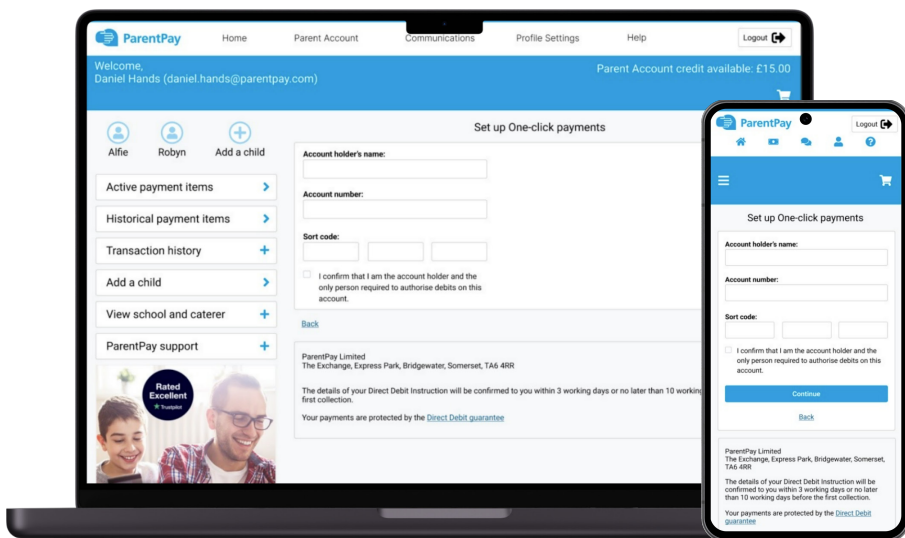 ParentPay
Home
Parent Account
Communications
Profile Settings
Help
Logout
Welcome,
Daniel Hands (daniel.hands@parentpay.com)
Parent Account credit available: £15.00
Alfie
Robyn
Add a child
Active payment items
Historical payment items
Transaction history
Add a child
View school and caterer
ParentPay support
Rated
Excellent
Trustpilot
Set up One-click payments
Account holder's name:
Account number:
Sort code:
I confirm that I am the account holder and the
only person required to authorise debits on this
account.
Back
ParentPay Limited
The Exchange, Express Park, Bridgewater, Somerset, TA6 4RR
The details of your Direct Debit Instruction will be confirmed to you within 3 working days or no later than 10 working
first collection.
Your payments are protected by the Direct Debit guarantee
ParentPay
Logout
Set up One-click payments
Account holder's name:
Account number:
Sort code:
I confirm that I am the account holder and the
only person required to authorise debits on this
account.
Continue
Back
ParentPay Limited
The Exchange, Express Park, Bridgewater, Somerset,
TA6 4RR
The details of your Direct Debit Instruction will be
confirmed to you within 3 working days or no later
than 10 working days before the first collection.
Your payments are protected by the Direct Debit
guarantee